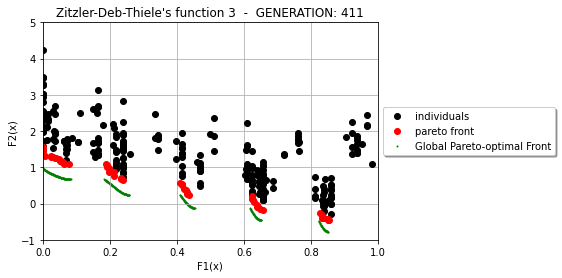 Zitzler-Deb-Thiele's function 3  -  GENERATION: 411
5
4
3
2
1
0
−1
F2(x)
0.0
0.2
0.4
0.6
0.8
1.0
F1(x)
individuals
pareto front
Global Pareto-optimal Front